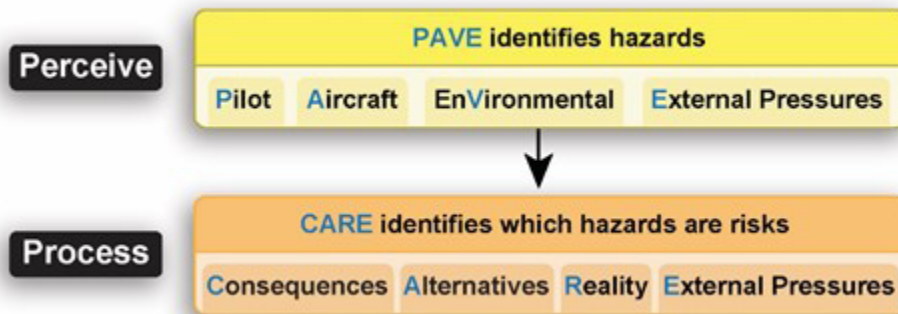 Perceive
PAVE identifies hazards
Pilot Aircraft EnVironmental External Pressures
Process
CARE identifies which hazards are risks
Consequences Alternatives Reality External Pressures